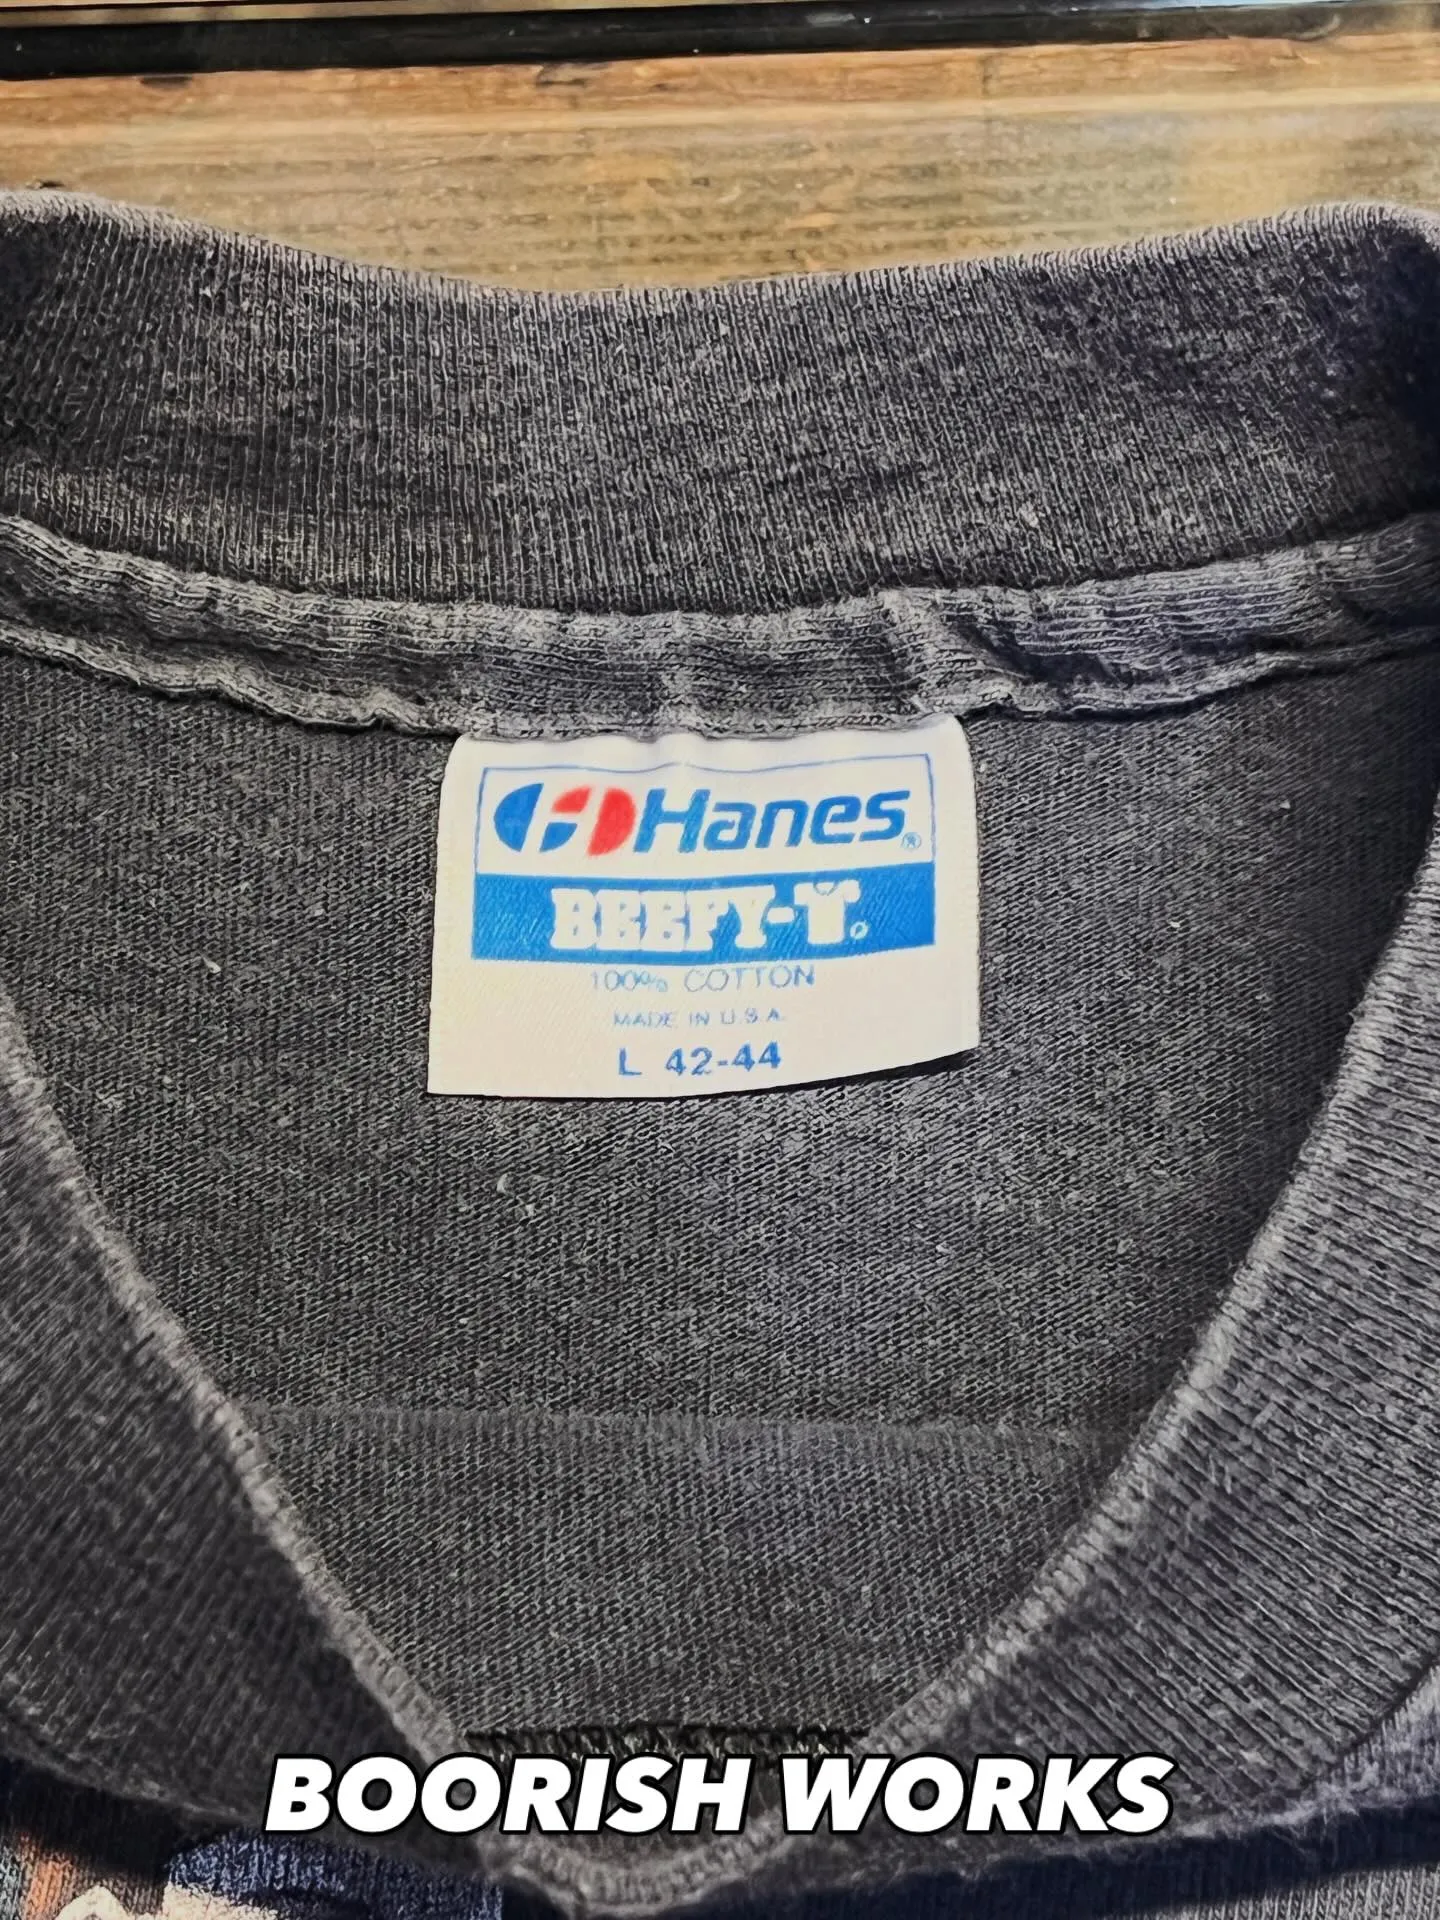 Hanes®
BEEFY-T®
100% COTTON
MADE IN U.S.A.
L 42-44
BOORISH WORKS